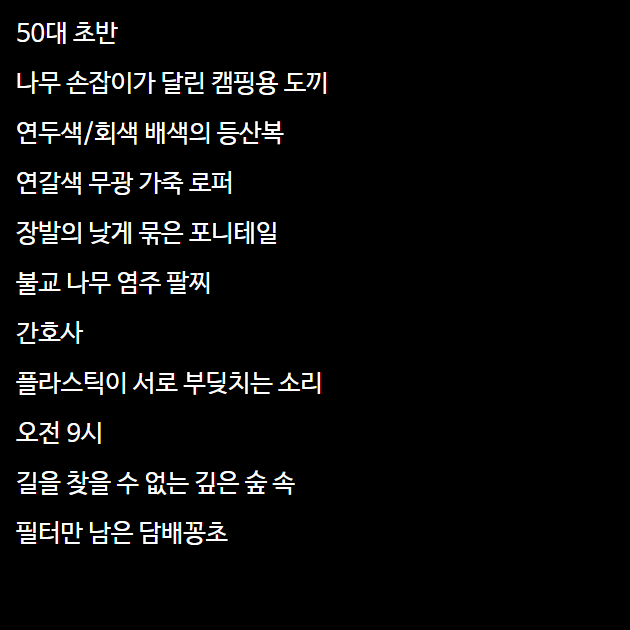 50대 초반
나무 손잡이가 달린 캠핑용 도끼
연두색/회색 배색의 등산복
연갈색 무광 가죽 로퍼
장발의 낮게 묶은 포니테일
불교 나무 염주 팔찌
간호사
플라스틱이 서로 부딪치는 소리
오전 9시
길을 찾을 수 없는 깊은 숲 속
필터만 남은 담배꽁초